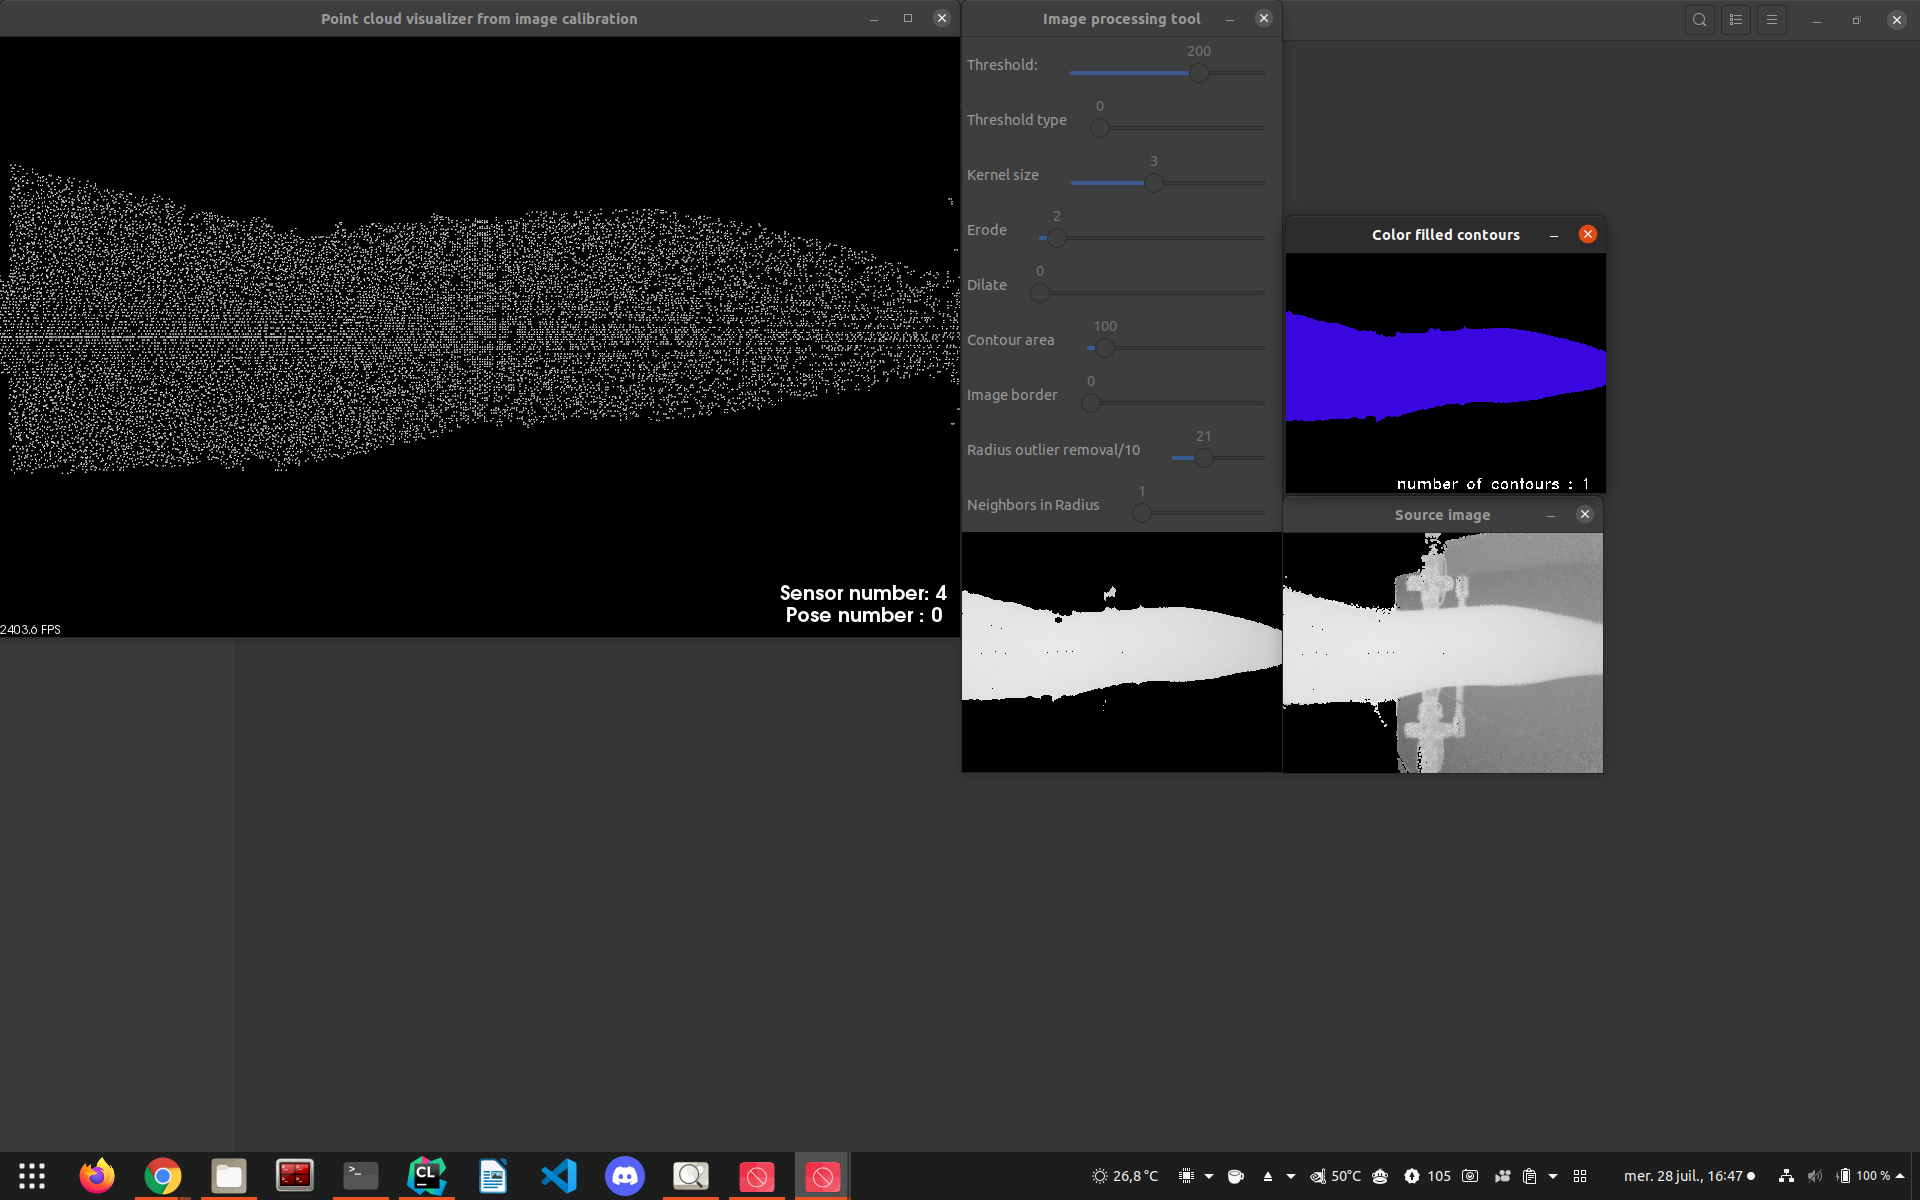 Point cloud visualizer from image calibration
Sensor number: 4
Pose number : 0
2403.6 FPS
Image processing tool
200
Threshold:
0
Threshold type
3
Kernel size
2
Erode
0
Dilate
100
Contour area
0
Image border
21
Radius outlier removal/10
1
Neighbors in Radius
Color filled contours
number of contours : 1
Source image
>_
CL
26,8 °C
50°C
105
mer. 28 juil., 16:47
100 %